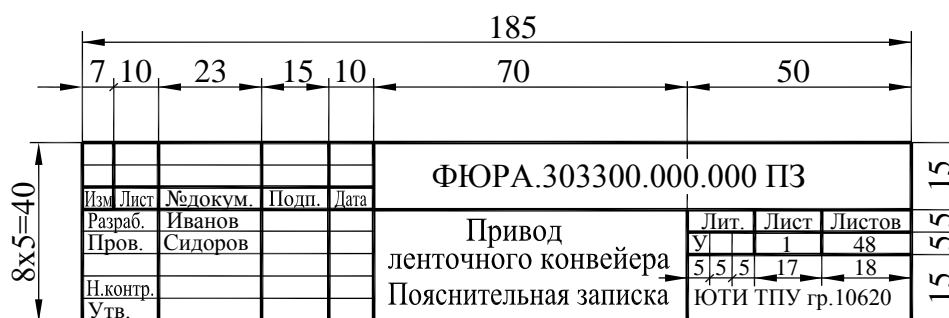 185
7 10 23 15 10 70 50
8x5=40
ФЮРА.303300.000.000 ПЗ
15
Изм Лист №докум. Подп. Дата
Разраб. Иванов
Пров. Сидоров
Н.контр.
Утв.
Привод
ленточного конвейера
Пояснительная записка
Лит. Лист Листов
5
У 1 48
5
5 5 5 17 18
15
ЮТИ ТПУ гр.10620